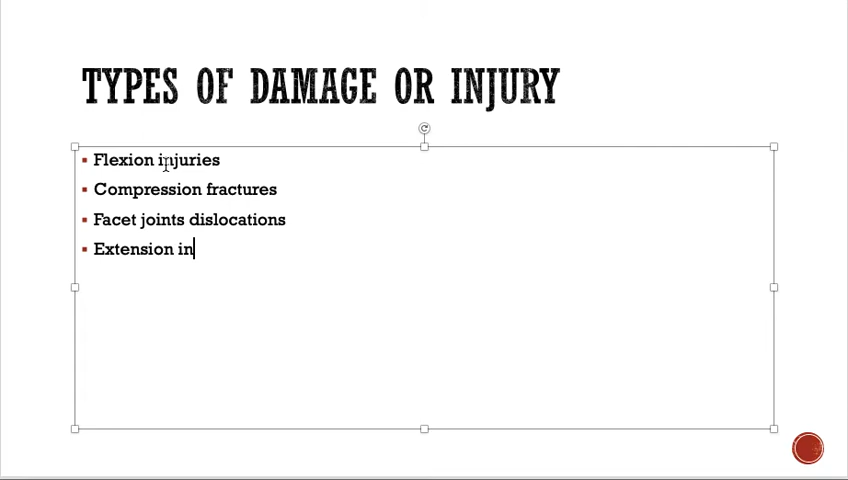 TYPES OF DAMAGE OR INJURY
Flexion injuries
Compression fractures
Facet joints dislocations
Extension in